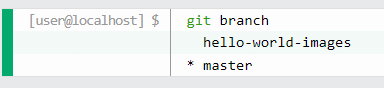 [user@localhost] $ git branch
hello-world-images
* master